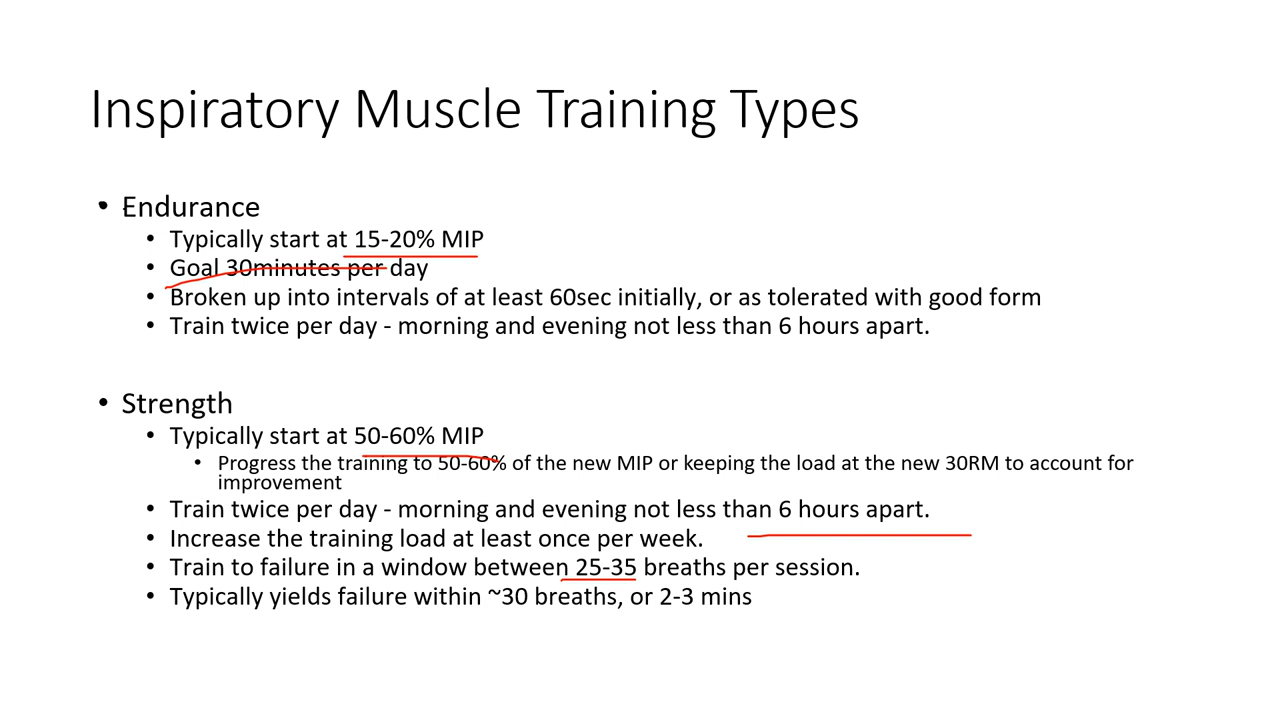 Inspiratory Muscle Training Types
• Endurance
• Typically start at 15-20% MIP
• Goal 30minutes per day
• Broken up into intervals of at least 60sec initially, or as tolerated with good form
• Train twice per day - morning and evening not less than 6 hours apart.
• Strength
• Typically start at 50-60% MIP
• Progress the training to 50-60% of the new MIP or keeping the load at the new 30RM to account for
improvement
• Train twice per day - morning and evening not less than 6 hours apart.
• Increase the training load at least once per week.
• Train to failure in a window between 25-35 breaths per session.
• Typically yields failure within ~30 breaths, or 2-3 mins